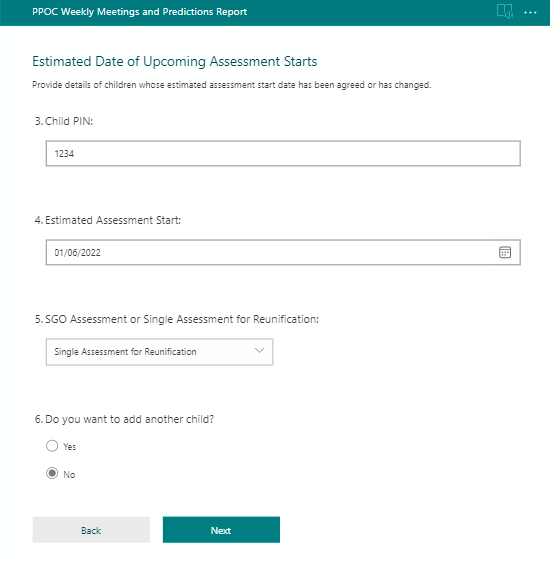 PPOC Weekly Meetings and Predictions Report
Estimated Date of Upcoming Assessment Starts
Provide details of children whose estimated assessment start date has been agreed or has changed.
3. Child PIN:
1234
4. Estimated Assessment Start:
01/06/2022
5. SGO Assessment or Single Assessment for Reunification:
Single Assessment for Reunification
6. Do you want to add another child?
Yes
No
Back Next